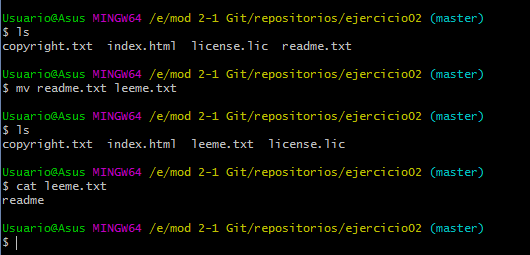 Usuario@Asus MINGW64 /e/mod 2-1 Git/repositorios/ejercicio02 (master)
$ ls
copyright.txt  index.html  license.lic  readme.txt
Usuario@Asus MINGW64 /e/mod 2-1 Git/repositorios/ejercicio02 (master)
$ mv readme.txt leeme.txt
Usuario@Asus MINGW64 /e/mod 2-1 Git/repositorios/ejercicio02 (master)
$ ls
copyright.txt  index.html  leeme.txt  license.lic
Usuario@Asus MINGW64 /e/mod 2-1 Git/repositorios/ejercicio02 (master)
$ cat leeme.txt
readme
Usuario@Asus MINGW64 /e/mod 2-1 Git/repositorios/ejercicio02 (master)
$